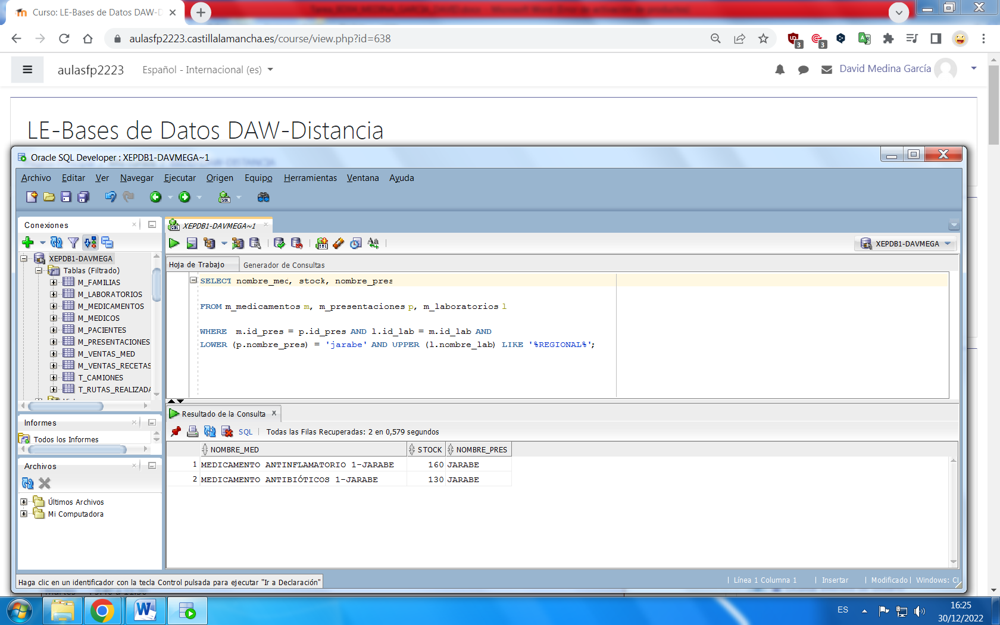 Curso: LE-Bases de Datos DAW-D
aulasfp2223.castillalamancha.es/course/view.php?id=638
3
3
aulasfp2223
Español - Internacional (es)
David Medina García
LE-Bases de Datos DAW-Distancia
Oracle SQL Developer : XEPDB1-DAVMEGA~1
Archivo Editar Ver Navegar Ejecutar Origen Equipo Herramientas Ventana Ayuda
Conexiones
XEPDB1-DAVMEGA~1
XEPDB1-DAVMEGA
XEPDB1-DAVMEGA
Tablas (Filtrado)
M_FAMILIAS
M_LABORATORIOS
M_MEDICAMENTOS
M_MEDICOS
M_PACIENTES
M_PRESENTACIONES
M_VENTAS_MED
M_VENTAS_RECETAS
T_CAMIONES
T_RUTAS_REALIZADA
Hoja de Trabajo Generador de Consultas
SELECT nombre_med, stock, nombre_pres
FROM m_medicamentos m, m_presentaciones p, m_laboratorios l
WHERE m.id_pres = p.id_pres AND l.id_lab = m.id_lab AND
LOWER (p.nombre_pres) = 'jarabe' AND UPPER (l.nombre_lab) LIKE '%REGIONAL%';
Informes
Todos los Informes
Archivos
Últimos Archivos
Mi Computadora
Resultado de la Consulta
SQL Todas las Filas Recuperadas: 2 en 0,579 segundos
NOMBRE_MED STOCK NOMBRE_PRES
1 MEDICAMENTO ANTINFLAMATORIO 1-JARABE 160 JARABE
2 MEDICAMENTO ANTIBIÓTICOS 1-JARABE 130 JARABE
Haga clic en un identificador con la tecla Control pulsada para ejecutar "Ir a Declaración"
Línea 1 Columna 1 Insertar Modificado Windows: C
ES
16:25
30/12/2022